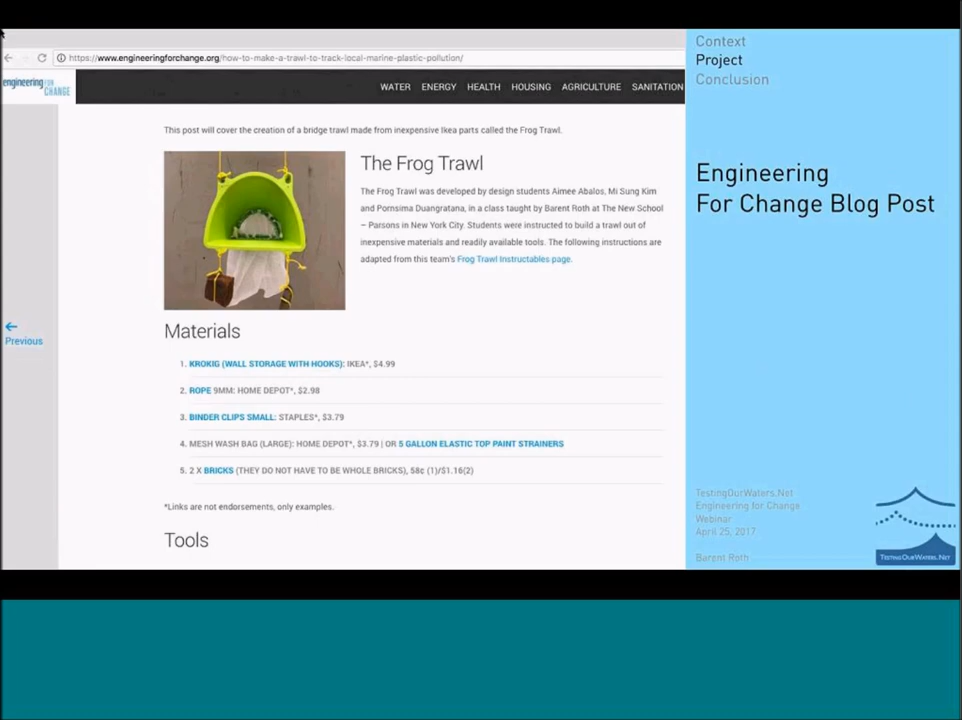 https://www.engineeringforchange.org/how-to-make-a-trawl-to-track-local-marine-plastic-pollution/
engineering FOR
CHANGE
WATER ENERGY HEALTH HOUSING AGRICULTURE SANITATION
This post will cover the creation of a bridge trawl made from inexpensive Ikea parts called the Frog Trawl.
The Frog Trawl
The Frog Trawl was developed by design students Aimee Abalos, Mi Sung Kim
and Pornsima Duangratana, in a class taught by Barent Roth at The New School
– Parsons in New York City. Students were instructed to build a trawl out of
inexpensive materials and readily available tools. The following instructions are
adapted from this team's Frog Trawl Instructables page.
Previous
Materials
1. KROKIG (WALL STORAGE WITH HOOKS): IKEA*, $4.99
2. ROPE 9MM: HOME DEPOT*, $2.98
3. BINDER CLIPS SMALL: STAPLES*, $3.79
4. MESH WASH BAG (LARGE): HOME DEPOT*, $3.79 | OR 5 GALLON ELASTIC TOP PAINT STRAINERS
5. 2 X BRICKS (THEY DO NOT HAVE TO BE WHOLE BRICKS), 58¢ (1)/$1.16(2)
*Links are not endorsements, only examples.
Tools
Context
Project
Conclusion
Engineering
For Change Blog Post
TestingOurWaters.Net
Engineering for Change
Webinar
April 25, 2017
Barent Roth
TESTINGOURWATERS.NET